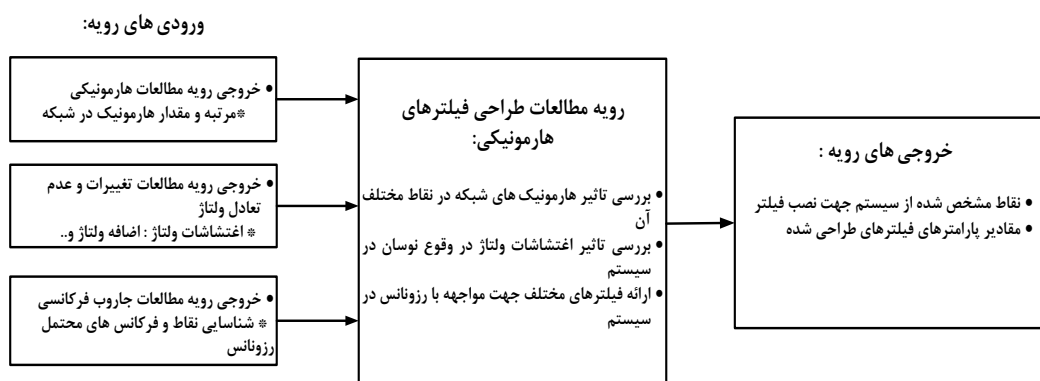 ورودی های رویه:
• خروجی رویه مطالعات هارمونیکی
*مرتبه و مقدار هارمونیک در شبکه
• خروجی رویه مطالعات تغییرات و عدم
تعادل ولتاژ
* اغتشاشات ولتاژ : اضافه ولتاژ و..
• خروجی رویه مطالعات جاروب فرکانسی
* شناسایی نقاط و فرکانس های محتمل
رزونانس
رویه مطالعات طراحی فیلترهای
هارمونیکی:
• بررسی تاثیر هارمونیک های شبکه در نقاط مختلف
آن
• بررسی تاثیر اغتشاشات ولتاژ در وقوع نوسان در
سیستم
• ارائه فیلترهای مختلف جهت مواجهه با رزونانس در
سیستم
خروجی های رویه :
• نقاط مشخص شده از سیستم جهت نصب فیلتر
• مقادیر پارامترهای فیلترهای طراحی شده